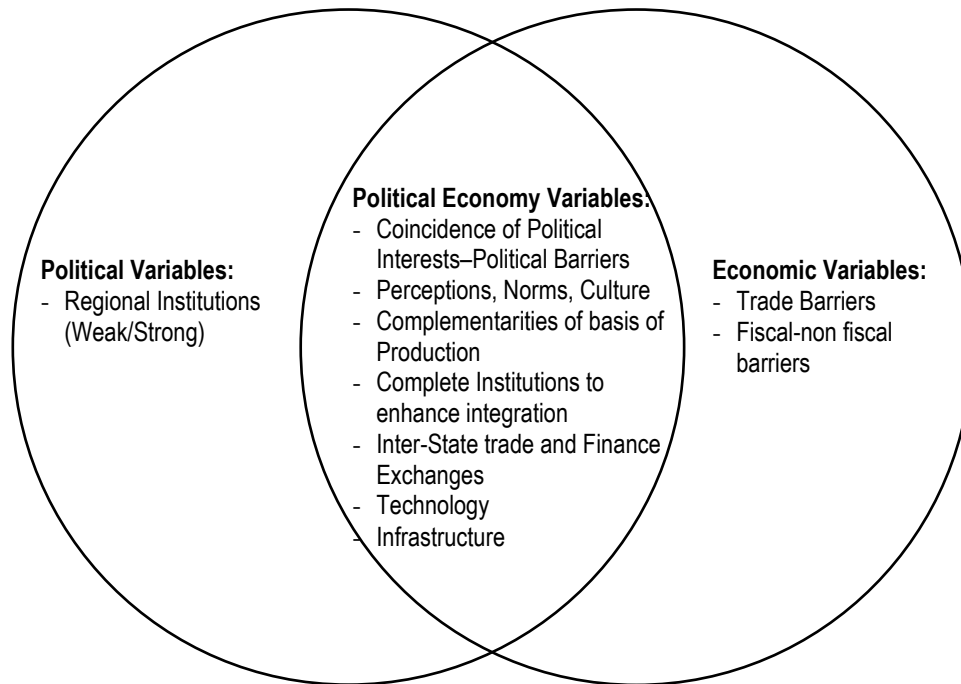 Political Variables:
- Regional Institutions
(Weak/Strong)
Political Economy Variables:
- Coincidence of Political
Interests–Political Barriers
- Perceptions, Norms, Culture
- Complementarities of basis of
Production
- Complete Institutions to
enhance integration
- Inter-State trade and Finance
Exchanges
- Technology
- Infrastructure
Economic Variables:
- Trade Barriers
- Fiscal-non fiscal
barriers